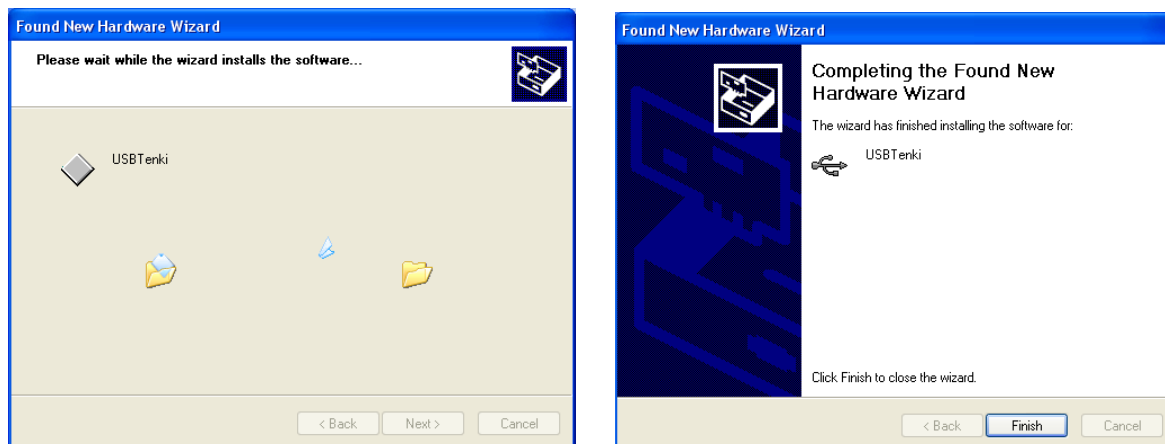 Found New Hardware Wizard
Please wait while the wizard installs the software...
USBTenki
< Back Next > Cancel
Found New Hardware Wizard
Completing the Found New
Hardware Wizard
The wizard has finished installing the software for:
USBTenki
Click Finish to close the wizard.
< Back Finish Cancel